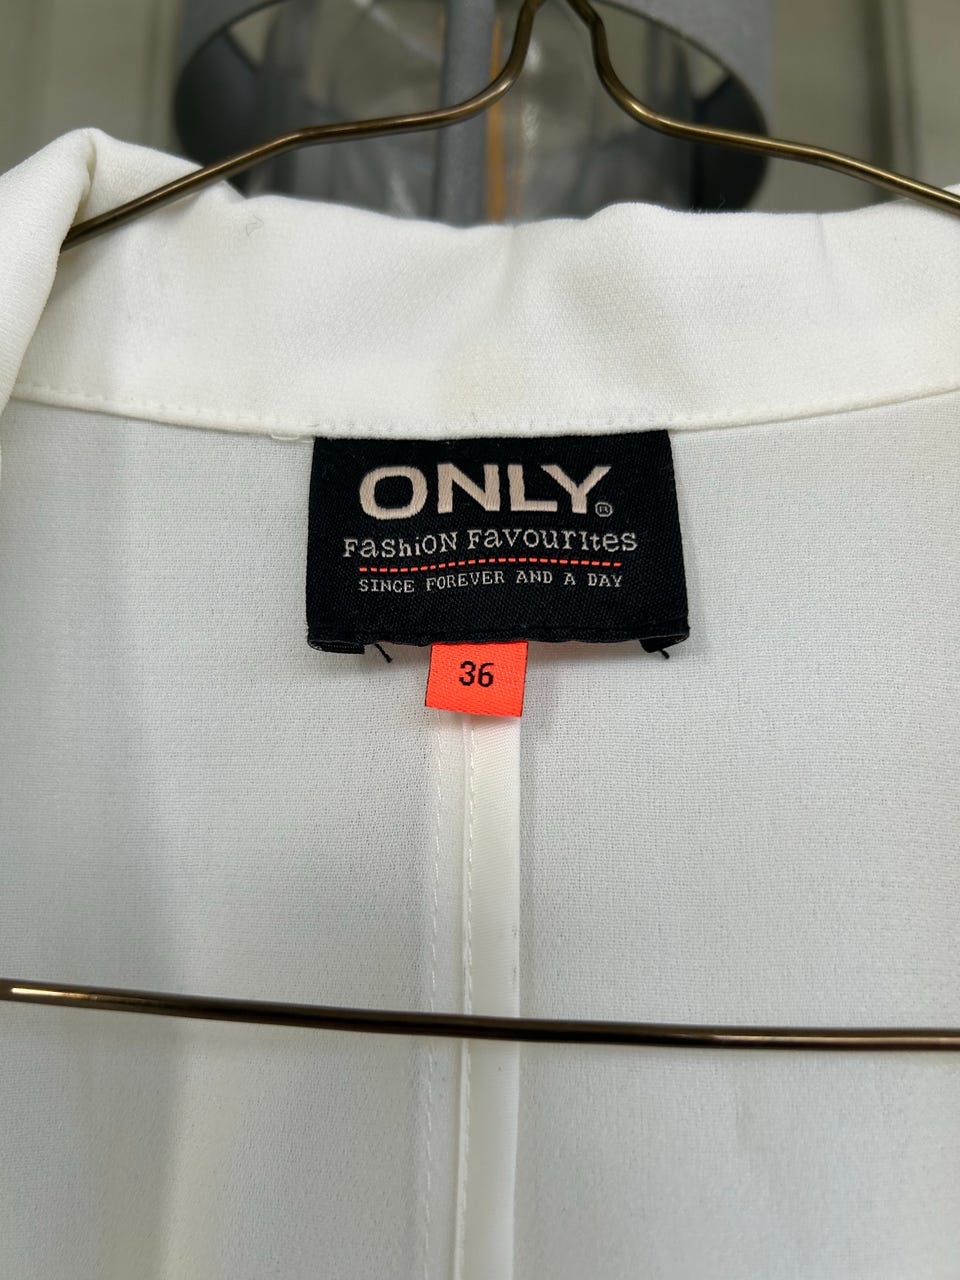 ONLY®
FaShiON FavouRItes
SINCE FOREVER AND A DAY
36